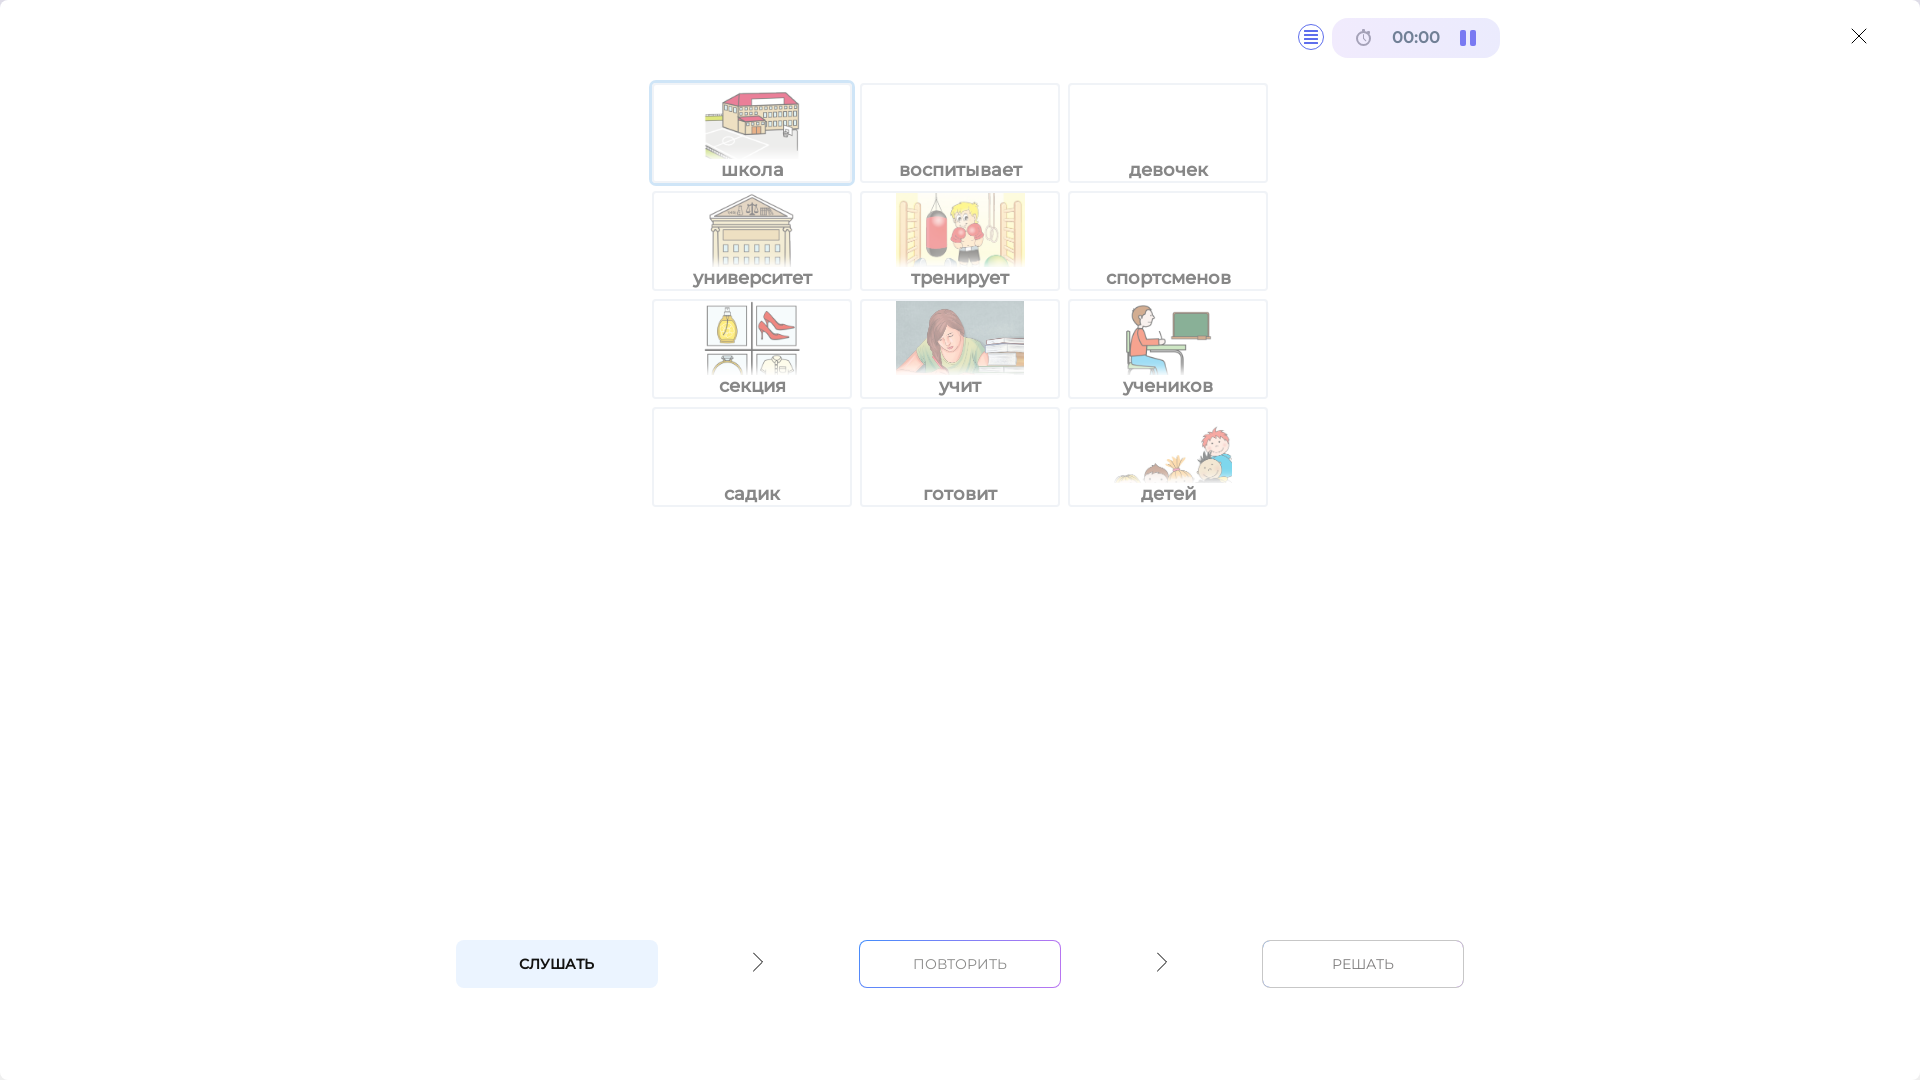 00:00
школа
воспитывает
девочек
университет
тренирует
спортсменов
секция
учит
учеников
садик
готовит
детей
СЛУШАТЬ
ПОВТОРИТЬ
РЕШАТЬ